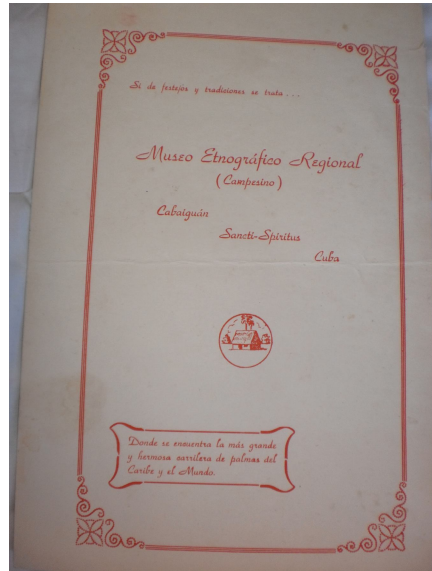 Si de festejos y tradiciones se trata . . .
Museo Etnográfico Regional
(Campesino)
Cabaiguán
Sancti-Spíritus
Cuba
Donde se encuentra la más grande
y hermosa carrilera de palmas del
Caribe y el Mundo.